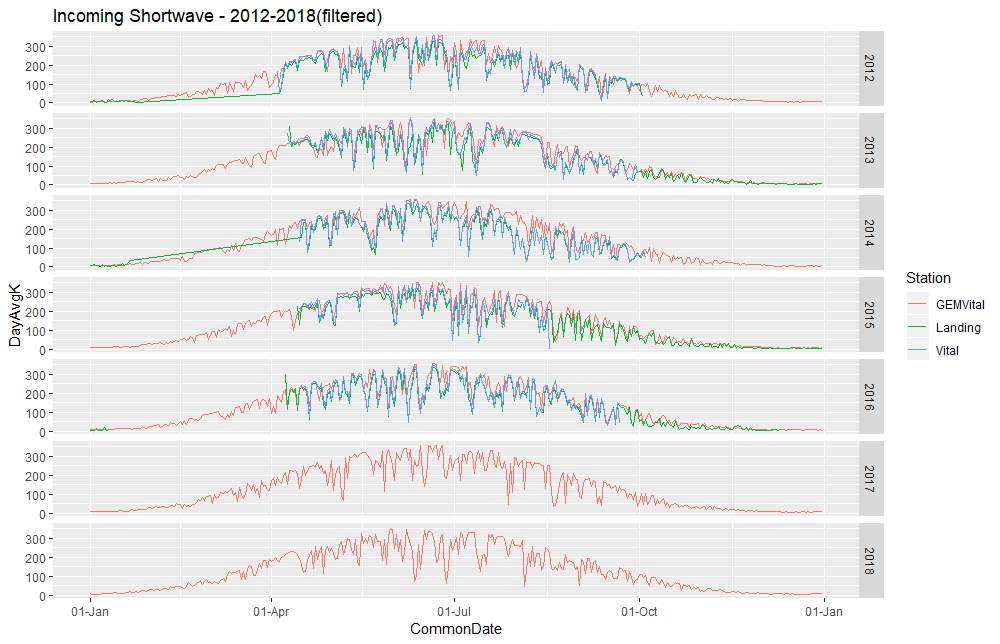 Incoming Shortwave - 2012-2018(filtered)
DayAvgK
300
200
100
0
2012
300
200
100
0
2013
300
200
100
0
2014
300
200
100
0
2015
300
200
100
0
2016
300
200
100
0
2017
300
200
100
0
2018
01-Jan
01-Apr
01-Jul
01-Oct
01-Jan
CommonDate
Station
GEMVital
Landing
Vital